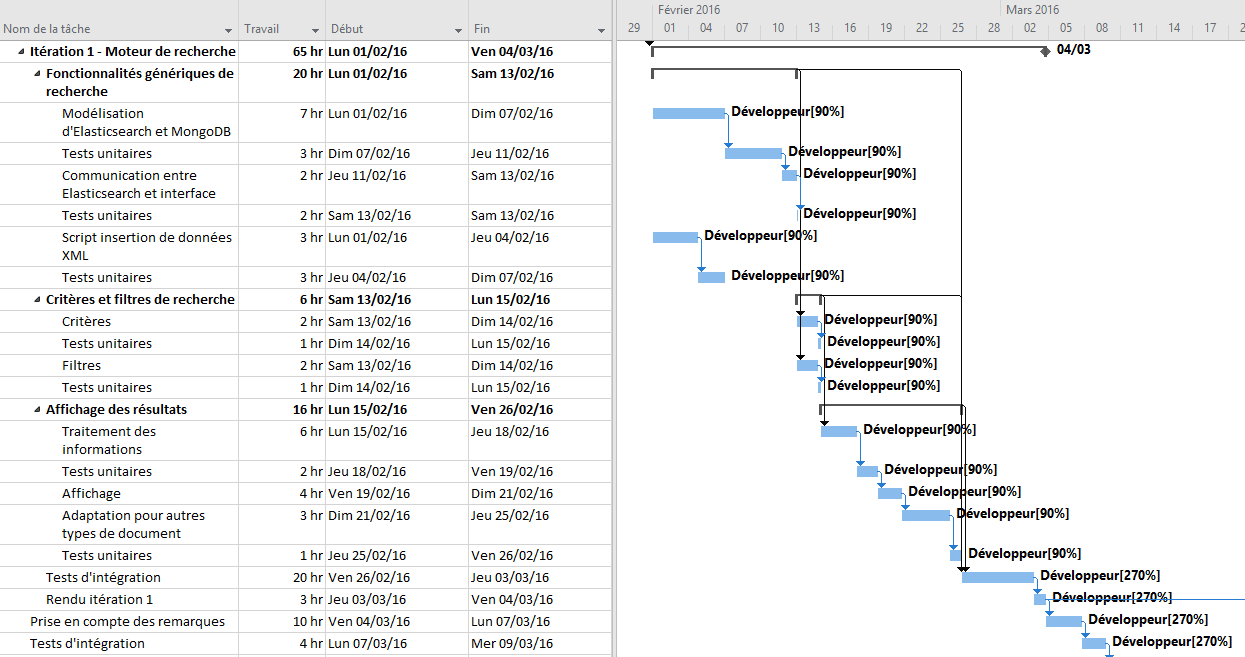 Février 2016 Mars 2016
Nom de la tâche Travail Début Fin 29 01 04 07 10 13 16 19 22 25 28 02 05 08 11 14 17 2
Itération 1 - Moteur de recherche 65 hr Lun 01/02/16 Ven 04/03/16 04/03
Fonctionnalités génériques de 20 hr Lun 01/02/16 Sam 13/02/16
recherche
Modélisation 7 hr Lun 01/02/16 Dim 07/02/16 Développeur[90%]
d'Elasticsearch et MongoDB
Tests unitaires 3 hr Dim 07/02/16 Jeu 11/02/16 Développeur[90%]
Communication entre 2 hr Jeu 11/02/16 Sam 13/02/16 Développeur[90%]
Elasticsearch et interface
Tests unitaires 2 hr Sam 13/02/16 Sam 13/02/16 Développeur[90%]
Script insertion de données 3 hr Lun 01/02/16 Jeu 04/02/16 Développeur[90%]
XML
Tests unitaires 3 hr Jeu 04/02/16 Dim 07/02/16 Développeur[90%]
Critères et filtres de recherche 6 hr Sam 13/02/16 Lun 15/02/16
Critères 2 hr Sam 13/02/16 Dim 14/02/16 Développeur[90%]
Tests unitaires 1 hr Dim 14/02/16 Lun 15/02/16 Développeur[90%]
Filtres 2 hr Sam 13/02/16 Dim 14/02/16 Développeur[90%]
Tests unitaires 1 hr Dim 14/02/16 Lun 15/02/16 Développeur[90%]
Affichage des résultats 16 hr Lun 15/02/16 Ven 26/02/16
Traitement des 6 hr Lun 15/02/16 Jeu 18/02/16 Développeur[90%]
informations
Tests unitaires 2 hr Jeu 18/02/16 Ven 19/02/16 Développeur[90%]
Affichage 4 hr Ven 19/02/16 Dim 21/02/16 Développeur[90%]
Adaptation pour autres 3 hr Dim 21/02/16 Jeu 25/02/16 Développeur[90%]
types de document
Tests unitaires 1 hr Jeu 25/02/16 Ven 26/02/16 Développeur[90%]
Tests d'intégration 20 hr Ven 26/02/16 Jeu 03/03/16 Développeur[270%]
Rendu itération 1 3 hr Jeu 03/03/16 Ven 04/03/16 Développeur[270%]
Prise en compte des remarques 10 hr Ven 04/03/16 Lun 07/03/16 Développeur[270%]
Tests d'intégration 4 hr Lun 07/03/16 Mer 09/03/16 Développeur[270%]